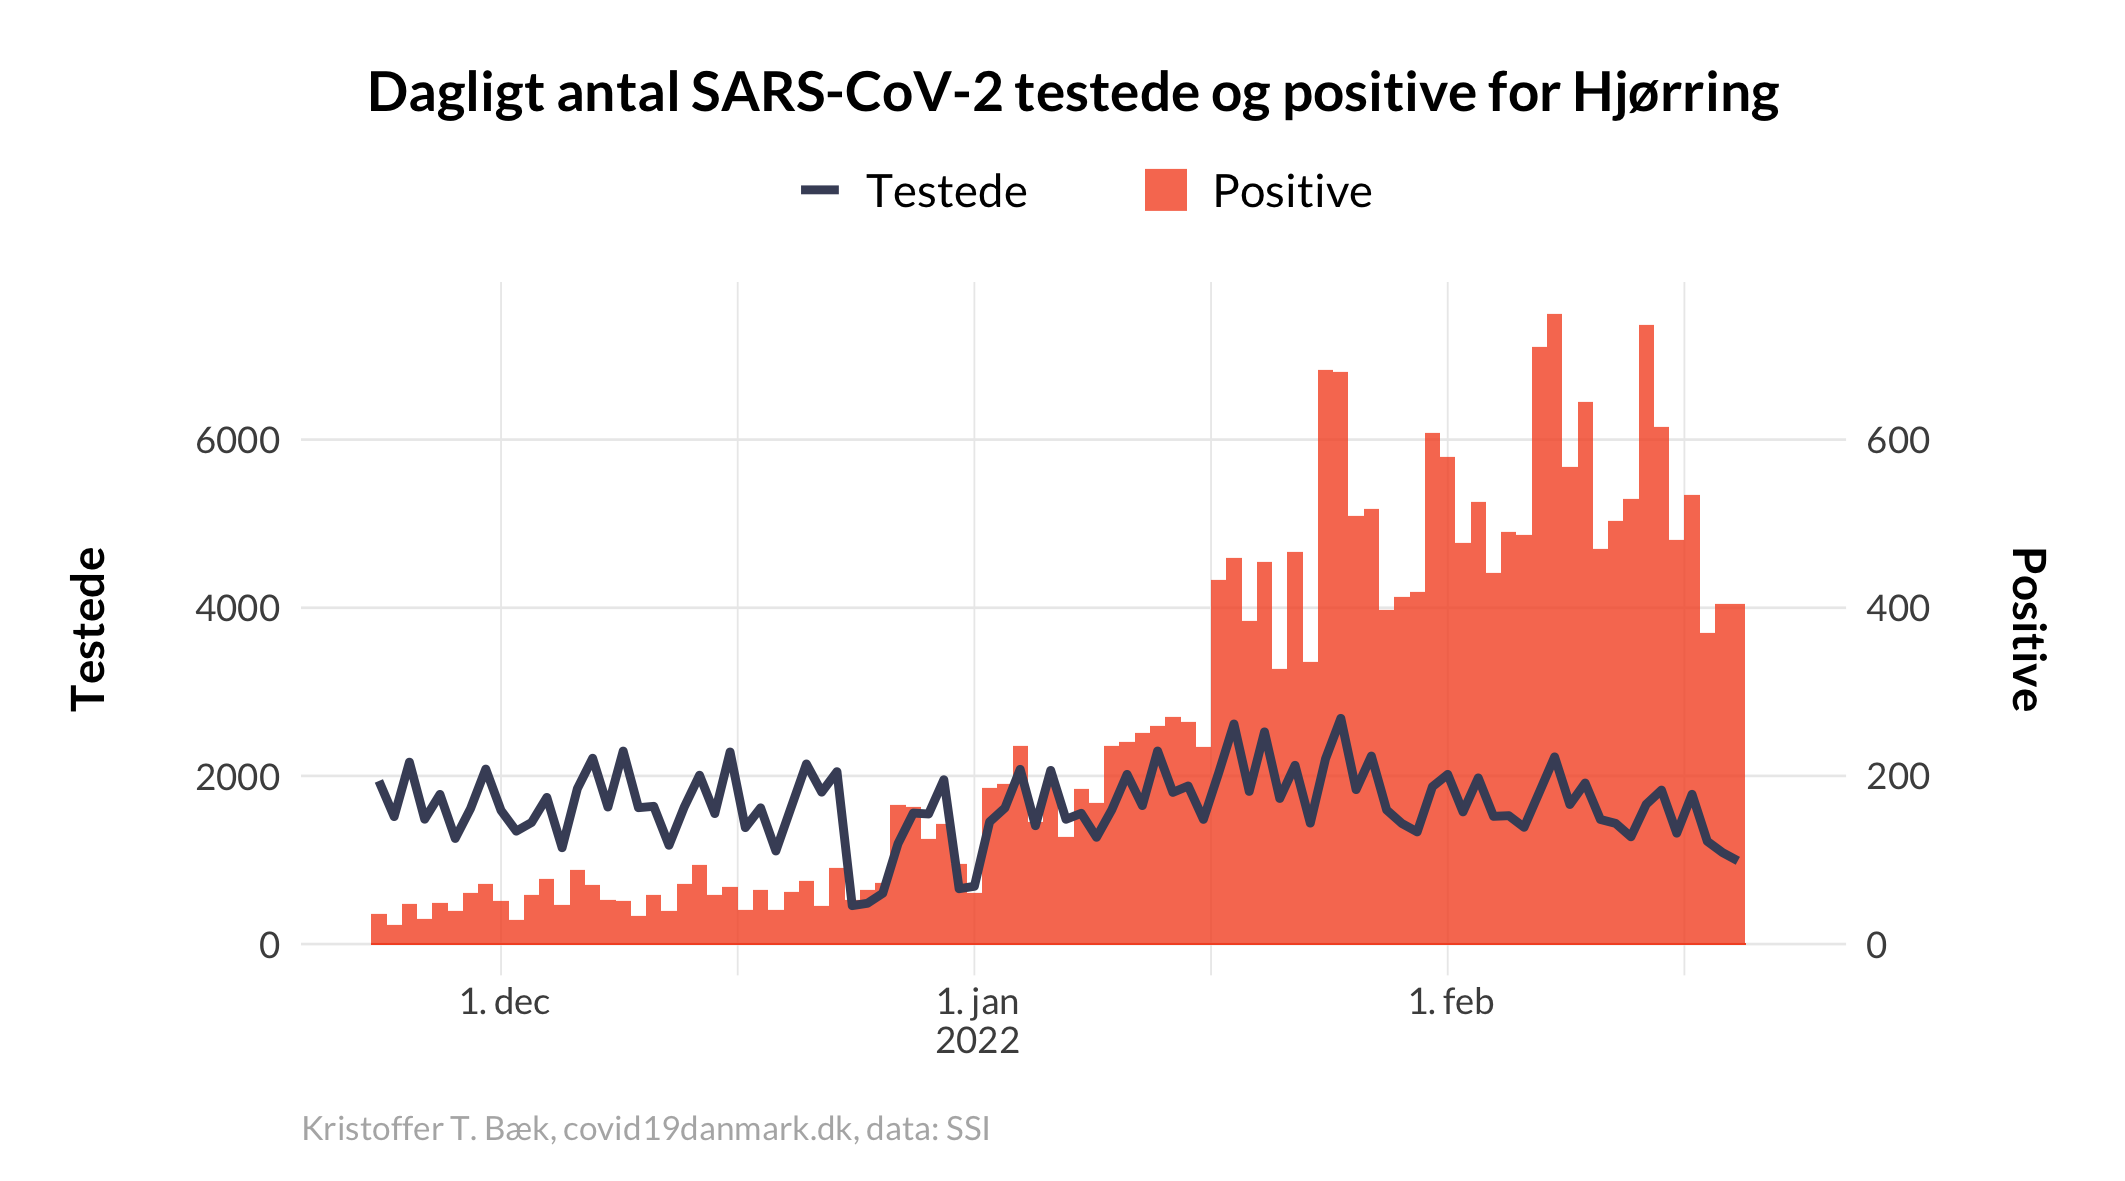 Dagligt antal SARS-CoV-2 testede og positive for Hjørring
Testede
Positive
Testede
6000
4000
2000
0
600
400
200
0
Positive
1. dec
1. jan
2022
1. feb
Kristoffer T. Bæk, covid19danmark.dk, data: SSI